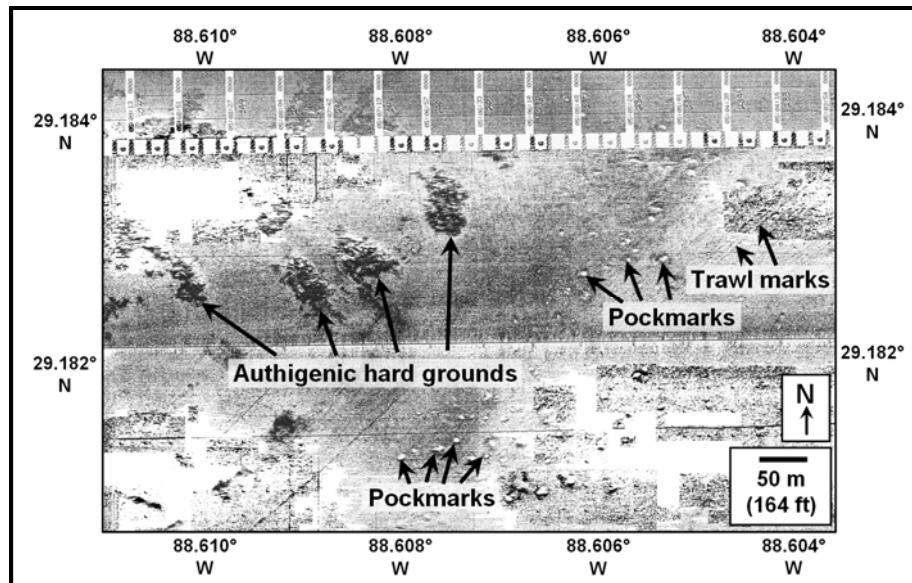 88.610° 88.608° 88.606° 88.604°
W W W W
29.184° 29.184°
N N
Trawl marks
Pockmarks
29.182° 29.182°
N N
Authigenic hard grounds
N
Pockmarks
50 m
(164 ft)
88.610° 88.608° 88.606° 88.604°
W W W W